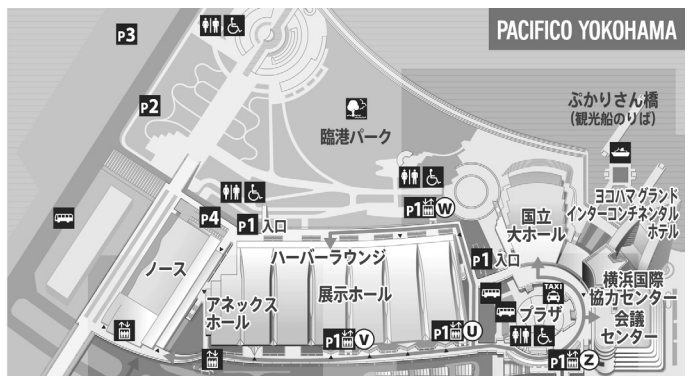 PACIFICO YOKOHAMA
P3
P2
ぷかりさん橋
(観光船のりば)
臨港パーク
ヨコハマ グランド
インターコンチネンタル
ホテル
P1 W
P4
P1 入口
国立
大ホール
P1 入口
ノース
ハーバーラウンジ
アネックス
ホール
展示ホール
TAXI
プラザ
横浜国際
協力センター
会議
センター
P1 V
P1 U
P1 Z